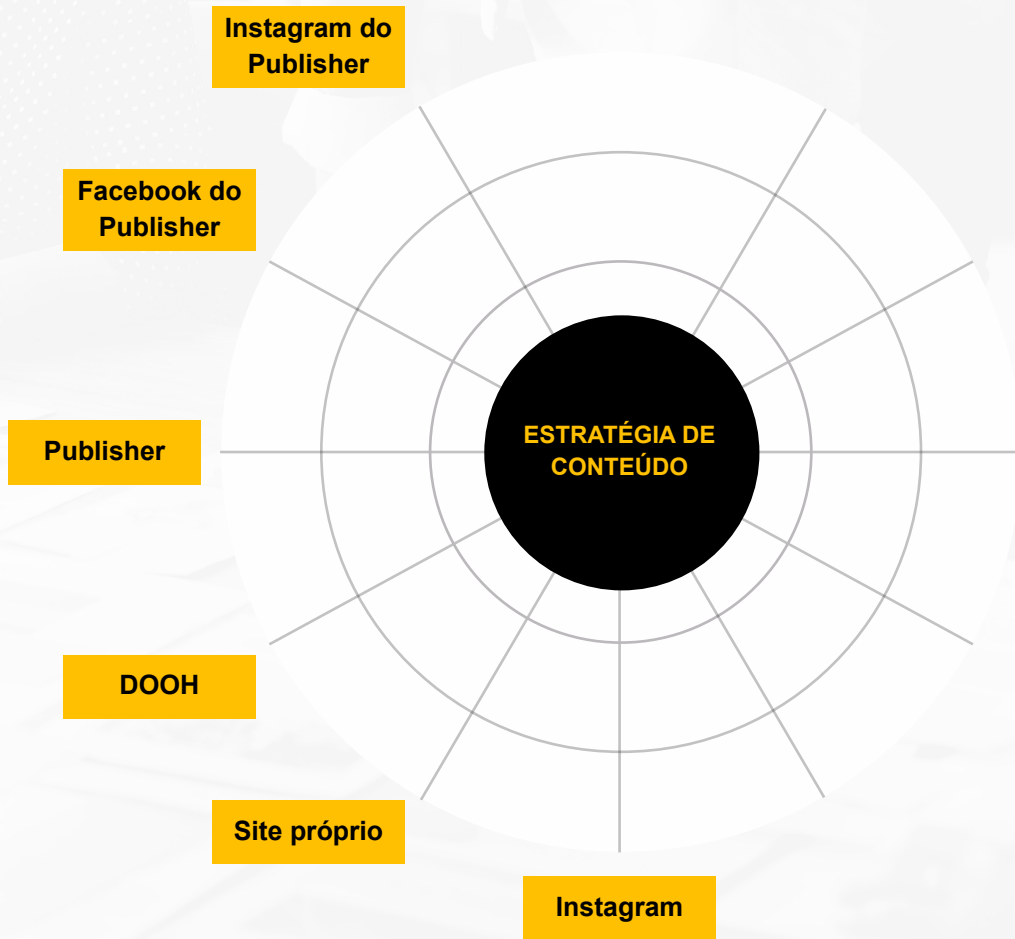 Instagram do
Publisher
Facebook do
Publisher
Publisher
ESTRATÉGIA DE
CONTEÚDO
DOOH
Site próprio
Instagram